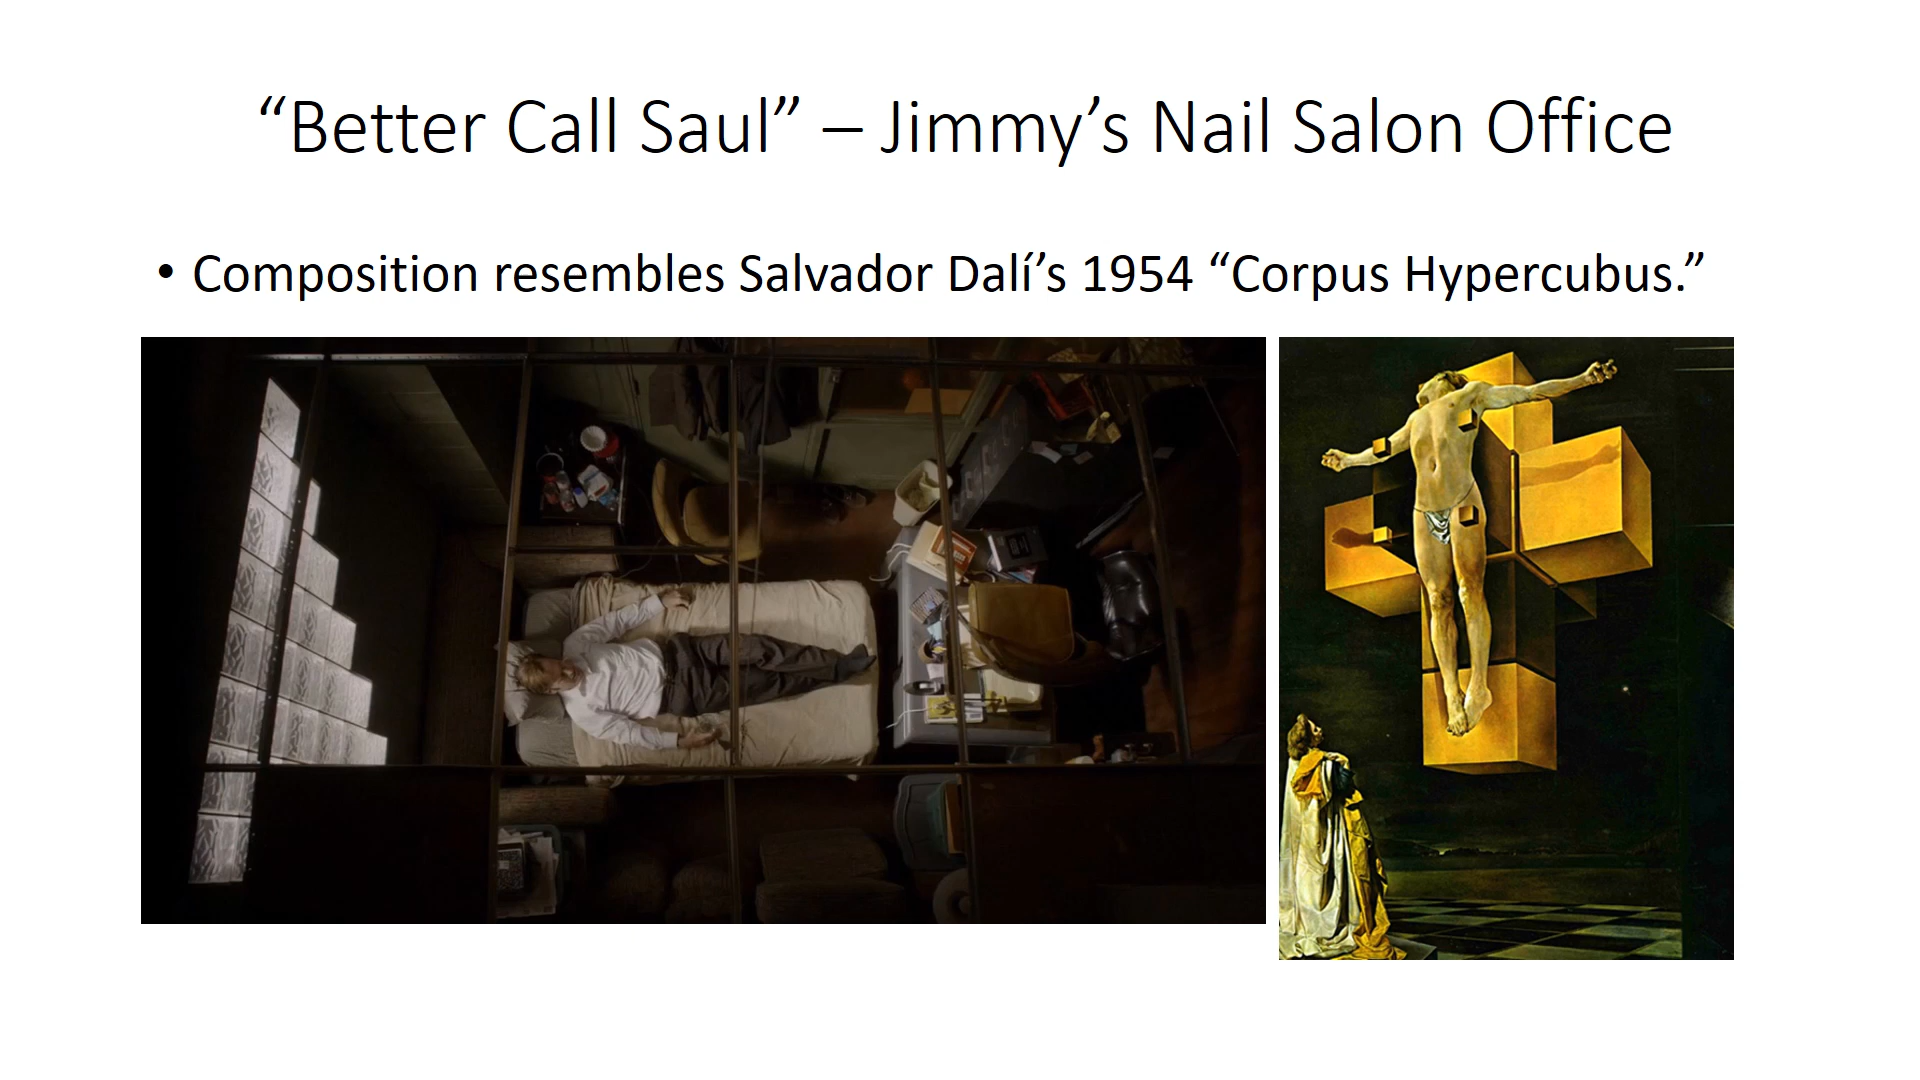 “Better Call Saul” – Jimmy’s Nail Salon Office
• Composition resembles Salvador Dalí’s 1954 “Corpus Hypercubus.”